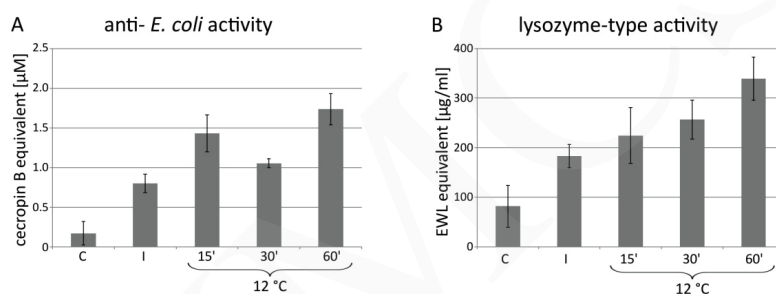 A anti- E. coli activity
cecropin B equivalent [μM]
2.5
2.0
1.5
1.0
0.5
0
C I 15' 30' 60'
12 °C
B lysozyme-type activity
EWL equivalent [μg/ml]
400
300
200
100
0
C I 15' 30' 60'
12 °C